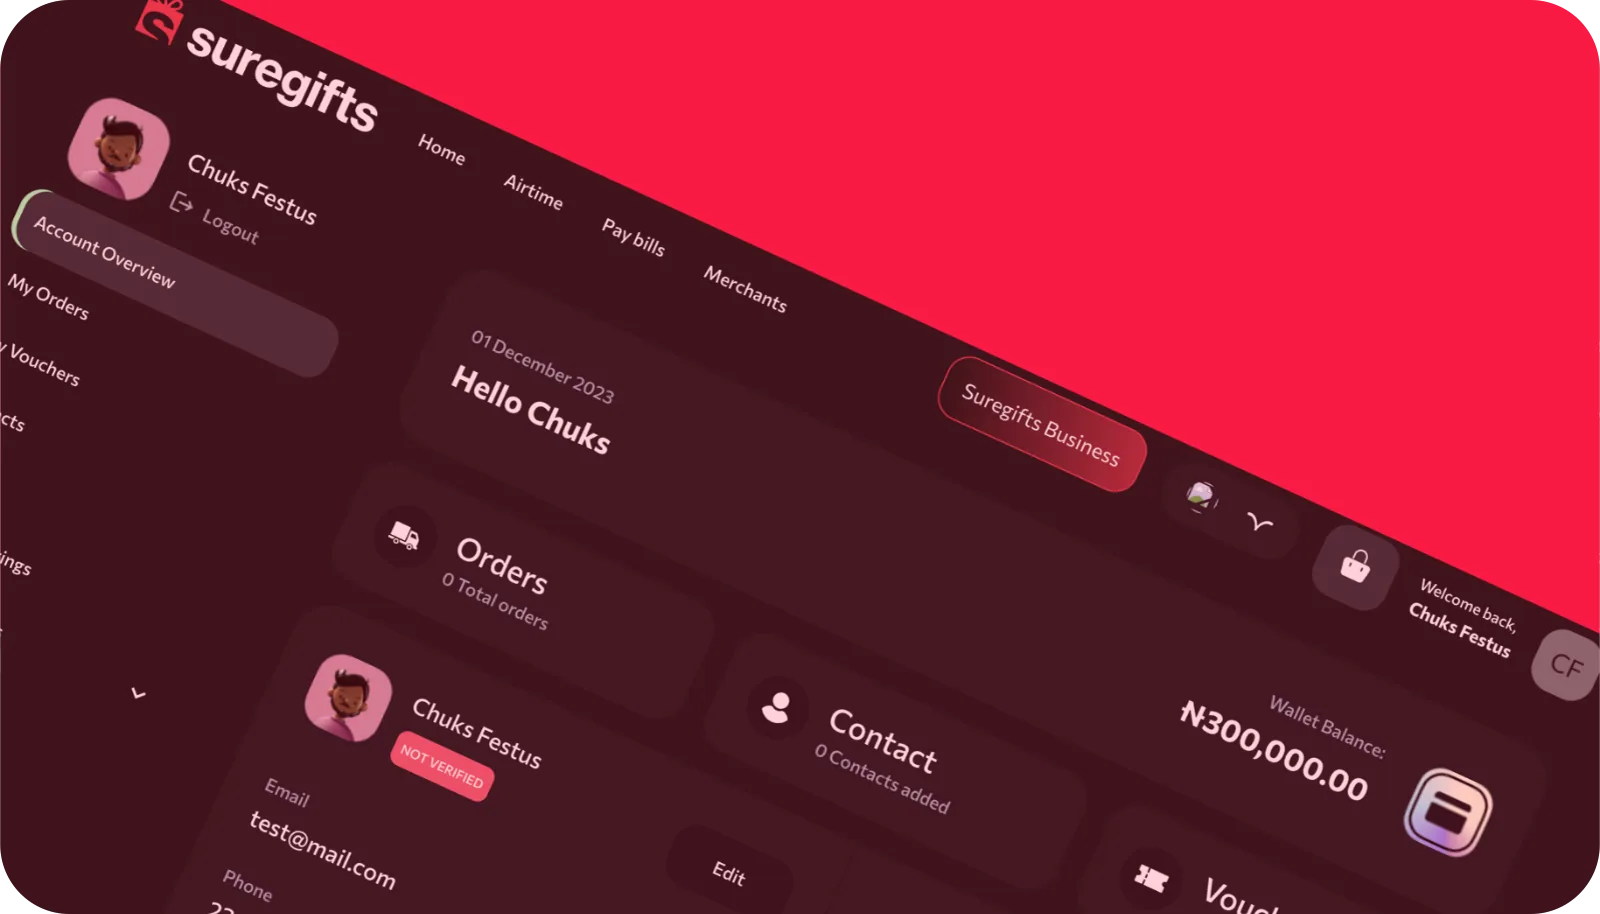 suregifts
Home
Airtime
Pay bills
Merchants
Suregifts Business
Welcome back,
Chuks Festus
CF
Chuks Festus
Logout
Account Overview
My Orders
Vouchers
01 December 2023
Hello Chuks
Wallet Balance:
₦300,000.00
Orders
0 Total orders
Contact
0 Contacts added
Chuks Festus
NOT VERIFIED
Email
test@mail.com
Phone
Edit